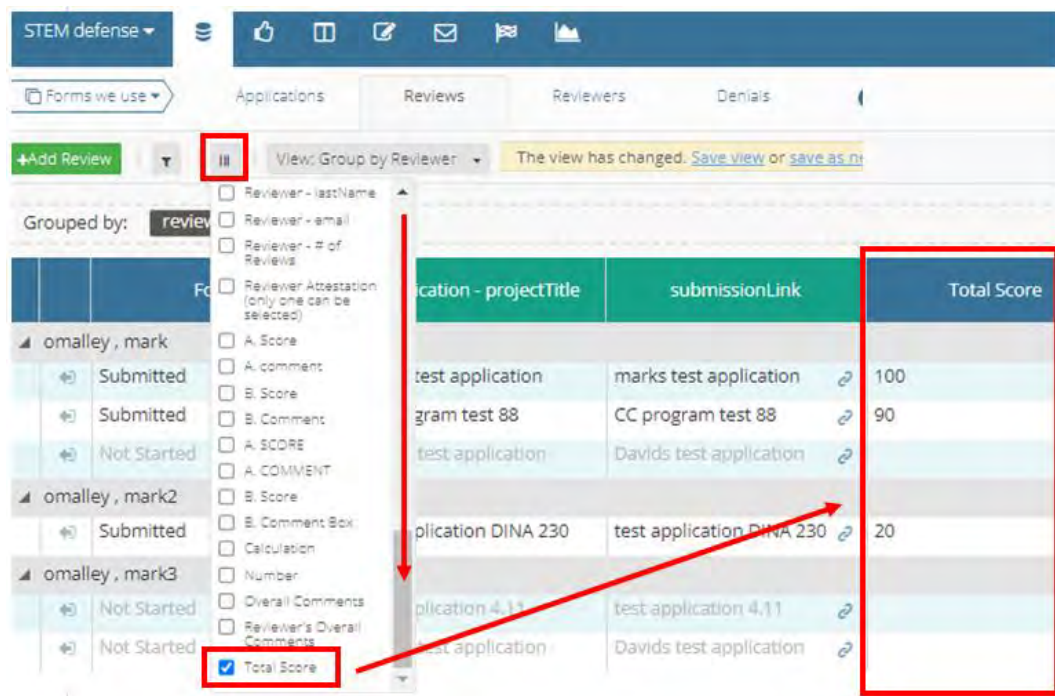 STEM defense
Forms we use
Applications
Reviews
Reviewers
Denials
+Add Review
View: Group by Reviewer
The view has changed. Save view or save as
Grouped by:
Reviewer - lastName
Reviewer - email
Reviewer - # of
Reviews
Reviewer Attestation
(only one can be
selected)
A. Score
A. comment
B. Score
B. Comment
A. SCORE
A. COMMENT
B. Score
B. Comment Box
Calculation
Number
Overall Comments
Reviewer's Overall
Comments
Total Score
ication - projectTitle
submissionLink
Total Score
omalley , mark
Submitted
test application
marks test application
100
Submitted
gram test 88
CC program test 88
90
Not Started
test application
Davids test application
omalley , mark2
Submitted
plication DINA 230
test application DINA 230
20
omalley , mark3
Not Started
plication 4.11
test application 4.11
Not Started
test application
Davids test application